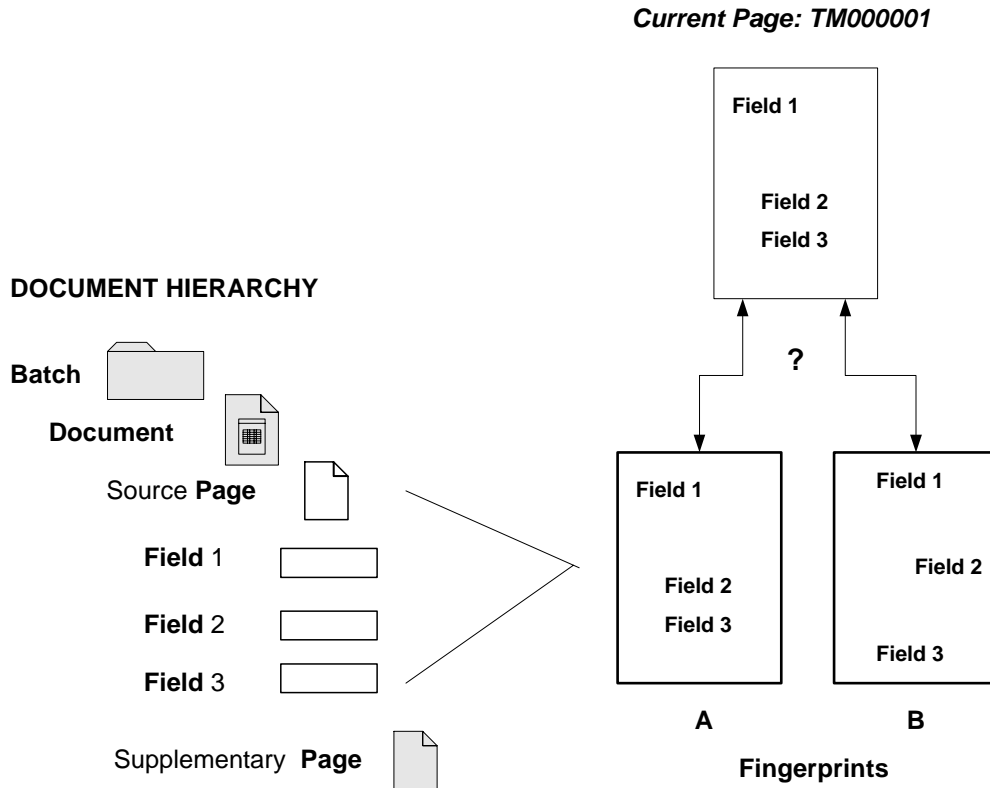 Current Page: TM000001
Field 1
Field 2
Field 3
?
DOCUMENT HIERARCHY
Batch
Document
Source Page
Field 1
Field 2
Field 3
Supplementary Page
Field 1
Field 2
Field 3
A
Field 1
Field 2
Field 3
B
Fingerprints